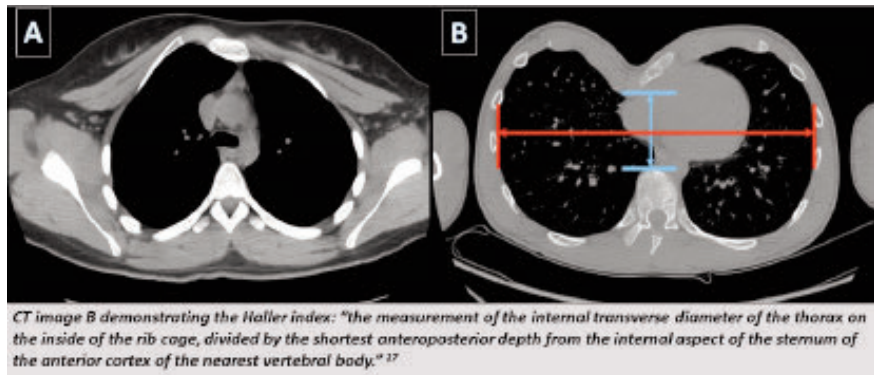 A
B
CT image B demonstrating the Haller index: "the measurement of the internal transverse diameter of the thorax on
the inside of the rib cage, divided by the shortest anteroposterior depth from the internal aspect of the sternum of
the anterior cortex of the nearest vertebral body." 17